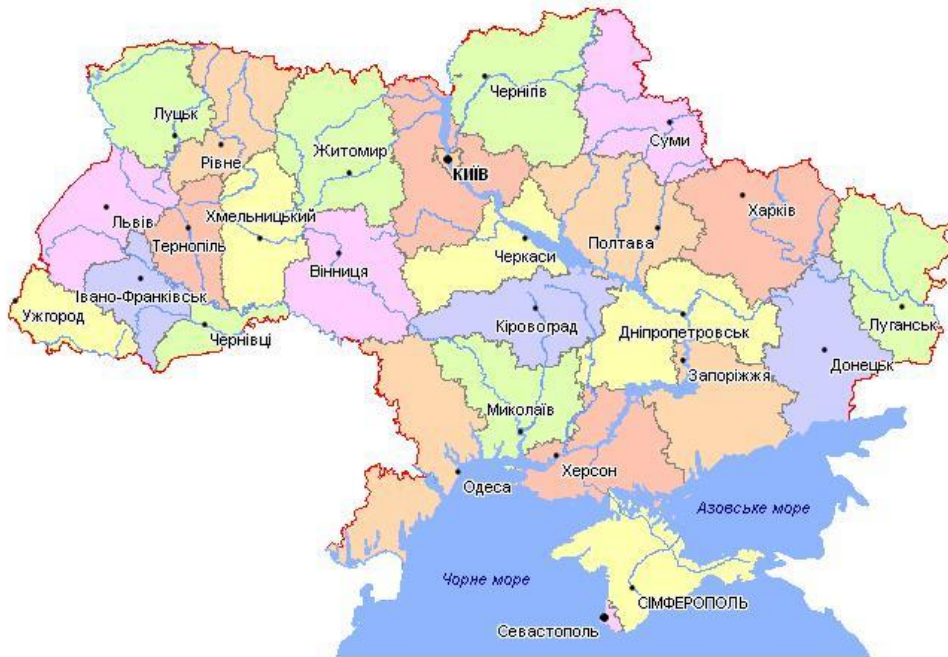 Чернігів
Луцьк
Суми
Рівне
Житомир
КИЇВ
Львів
Хмельницький
Харків
Тернопіль
Полтава
Черкаси
Вінниця
Івано-Франківськ
Ужгород
Кіровоград
Луганськ
Чернівці
Дніпропетровськ
Донецьк
Запоріжжя
Миколаїв
Херсон
Одеса
Азовське море
Чорне море
СІМФЕРОПОЛЬ
Севастополь